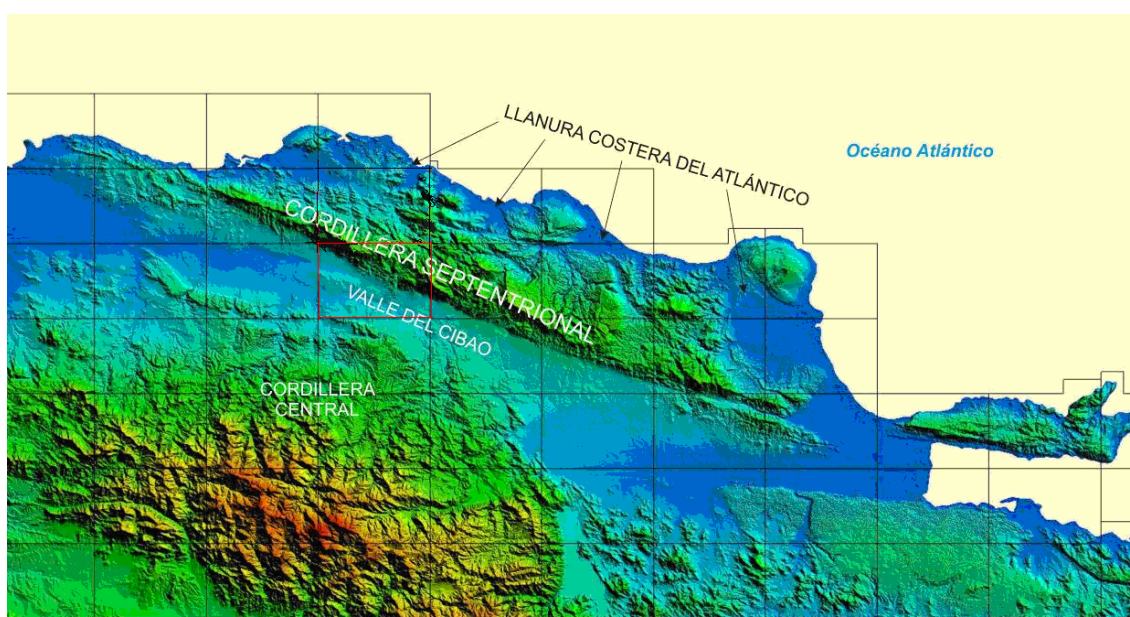 LLANURA COSTERA DEL ATLÁNTICO
Océano Atlántico
CORDILLERA SEPTENTRIONAL
VALLE DEL CIBAO
CORDILLERA
CENTRAL